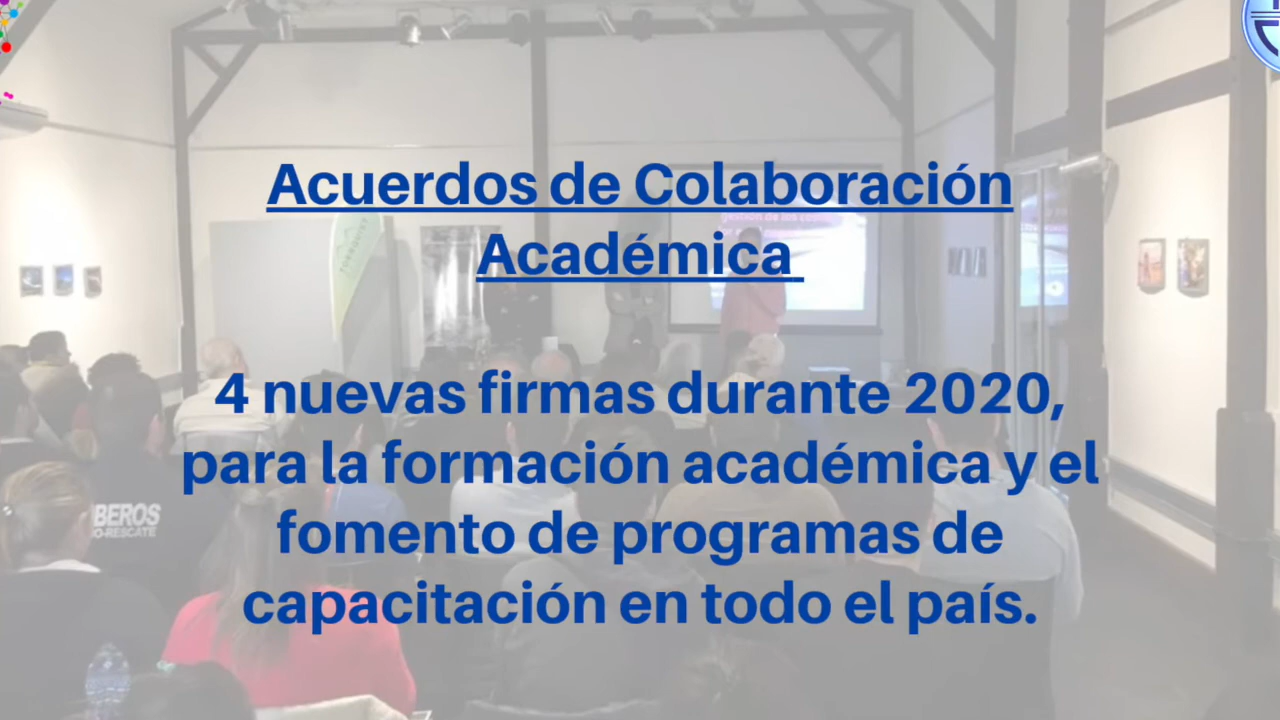 Acuerdos de Colaboración
Académica
4 nuevas firmas durante 2020,
para la formación académica y el
fomento de programas de
capacitación en todo el país.
BEROS
O-RESCATE